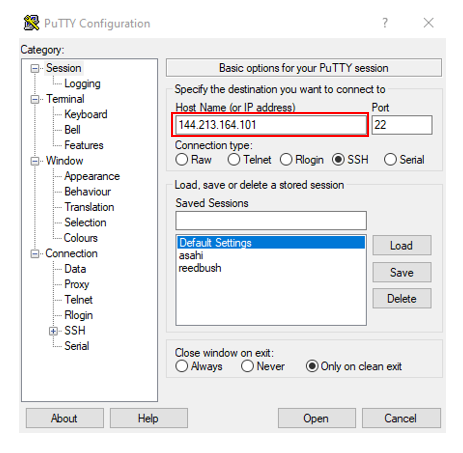 PuTTY Configuration
Category:
Session
Logging
Terminal
Keyboard
Bell
Features
Window
Appearance
Behaviour
Translation
Selection
Colours
Connection
Data
Proxy
Telnet
Rlogin
SSH
Serial
Basic options for your PuTTY session
Specify the destination you want to connect to
Host Name (or IP address) Port
144.213.164.101 22
Connection type:
Raw Telnet Rlogin SSH Serial
Load, save or delete a stored session
Saved Sessions
Default Settings
asahi
reedbush
Load
Save
Delete
Close window on exit:
Always Never Only on clean exit
About Help Open Cancel